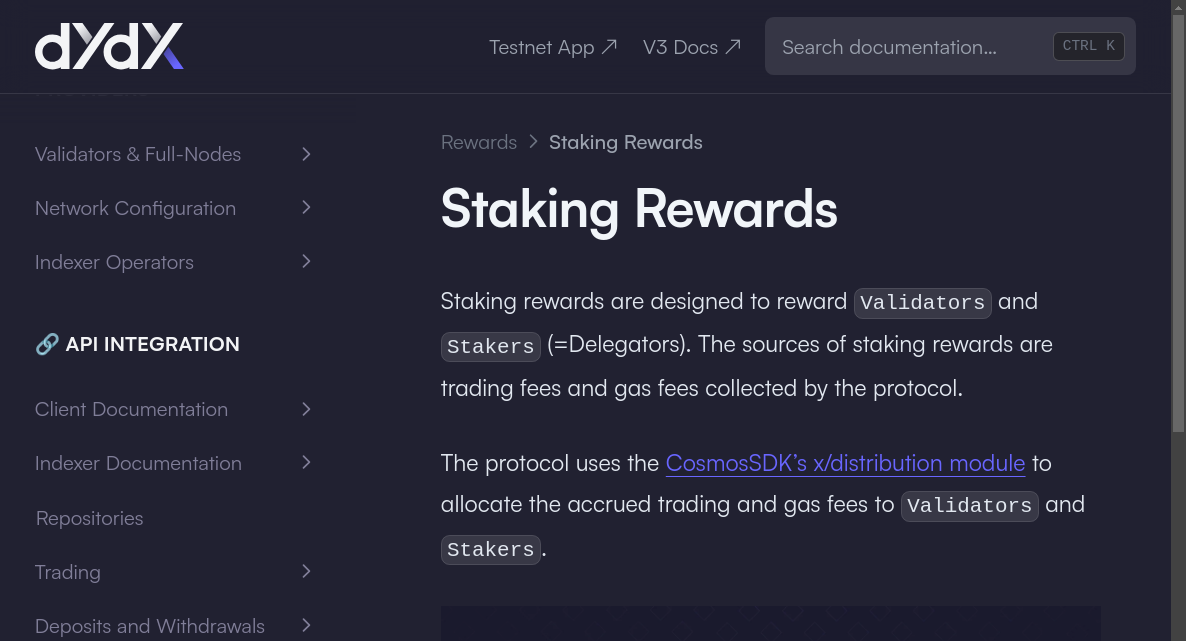 dYdX
Testnet App
V3 Docs
Search documentation…
CTRL K
Validators & Full-Nodes
Network Configuration
Indexer Operators
🔗 API INTEGRATION
Client Documentation
Indexer Documentation
Repositories
Trading
Deposits and Withdrawals
Rewards > Staking Rewards
Staking Rewards
Staking rewards are designed to reward Validators and
Stakers (=Delegators). The sources of staking rewards are
trading fees and gas fees collected by the protocol.
The protocol uses the CosmosSDK’s x/distribution module to
allocate the accrued trading and gas fees to Validators and
Stakers.